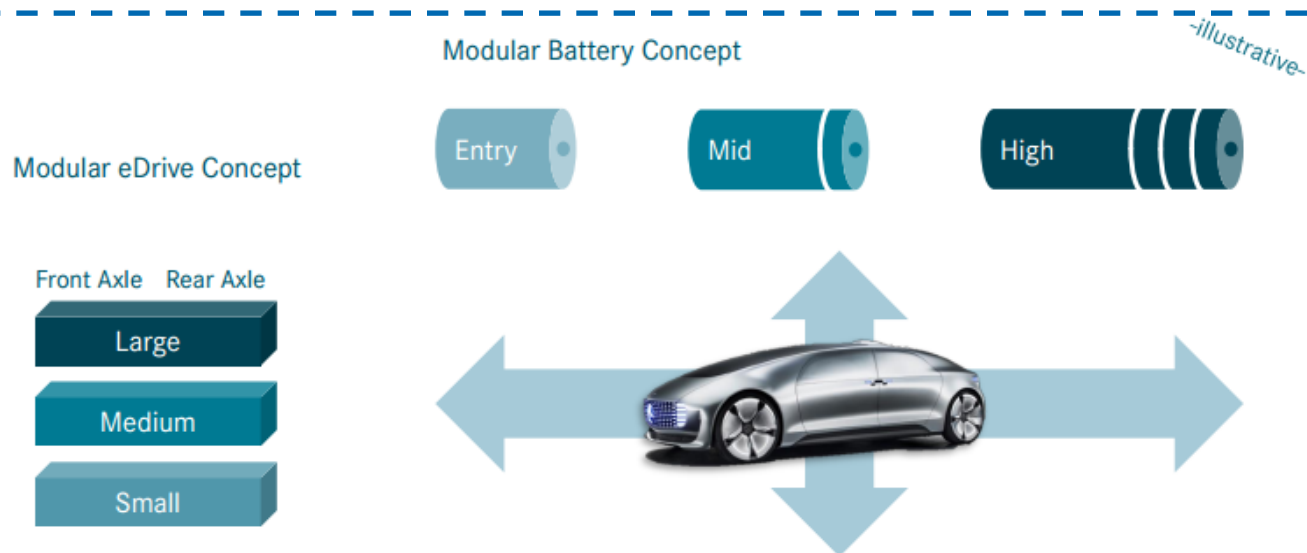 Modular Battery Concept
-illustrative-
Entry
Mid
High
Modular eDrive Concept
Front Axle Rear Axle
Large
Medium
Small